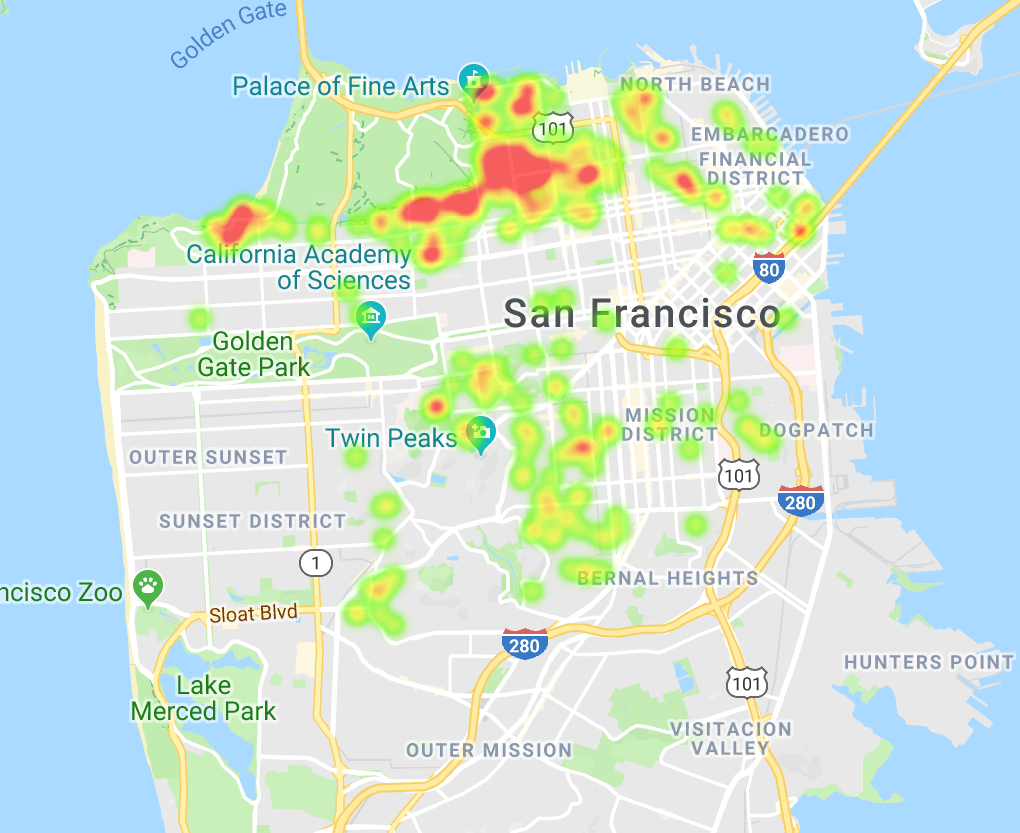 Golden Gate
Palace of Fine Arts
NORTH BEACH
101
EMBARCADERO
FINANCIAL
DISTRICT
California Academy
of Sciences
80
San Francisco
Golden
Gate Park
MISSION
DISTRICT
Twin Peaks
DOGPATCH
OUTER SUNSET
101
280
SUNSET DISTRICT
1
BERNAL HEIGHTS
ncisco Zoo
Sloat Blvd
280
HUNTERS POINT
101
Lake
Merced Park
VISITACION
VALLEY
OUTER MISSION